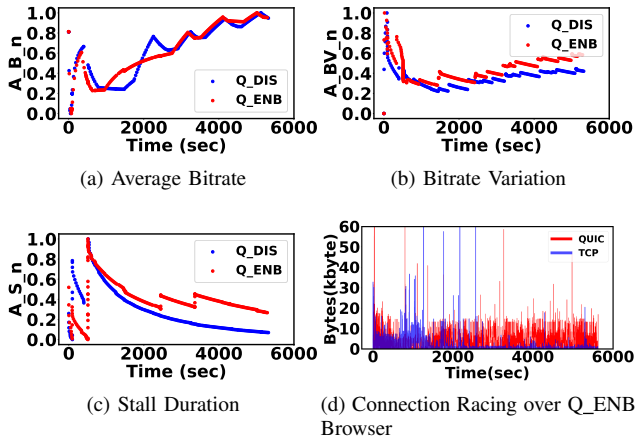 A_B_n
1.0
0.8
0.6
0.4
0.2
0.0
Q_DIS
Q_ENB
0 2000 4000 6000
Time (sec)
(a) Average Bitrate
A_BV_n
1.0
0.8
0.6
0.4
0.2
0.0
Q_DIS
Q_ENB
0 2000 4000 6000
Time (sec)
(b) Bitrate Variation
A_S_n
1.0
0.8
0.6
0.4
0.2
0.0
Q_DIS
Q_ENB
0 2000 4000 6000
Time (sec)
(c) Stall Duration
Bytes(kbyte)
60
50
40
30
20
10
0
QUIC
TCP
0 2000 4000 6000
Time(sec)
(d) Connection Racing over Q_ENB
Browser